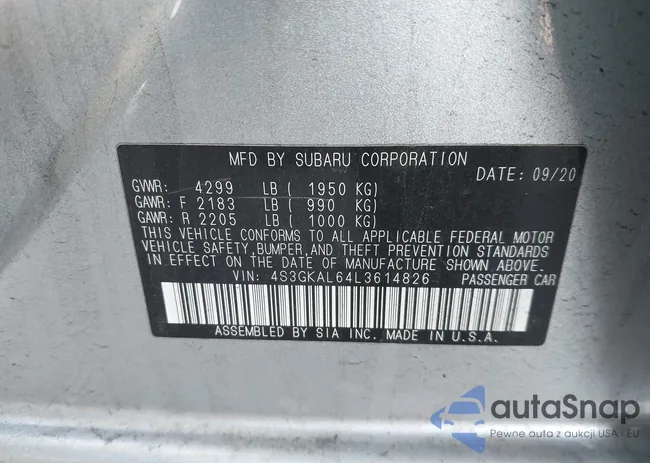 MFD BY SUBARU CORPORATION
DATE: 09/20
GVWR: 4299 LB ( 1950 KG)
GAWR: F 2183 LB ( 990 KG)
GAWR: R 2205 LB ( 1000 KG)
THIS VEHICLE CONFORMS TO ALL APPLICABLE FEDERAL MOTOR
VEHICLE SAFETY, BUMPER, AND THEFT PREVENTION STANDARDS
IN EFFECT ON THE DATE OF MANUFACTURE SHOWN ABOVE.
VIN: 4S3GKAL64L3614826 PASSENGER CAR
ASSEMBLED BY SIA INC. MADE IN U.S.A.
autaSnap
Pewne auta z aukcji USA i EU